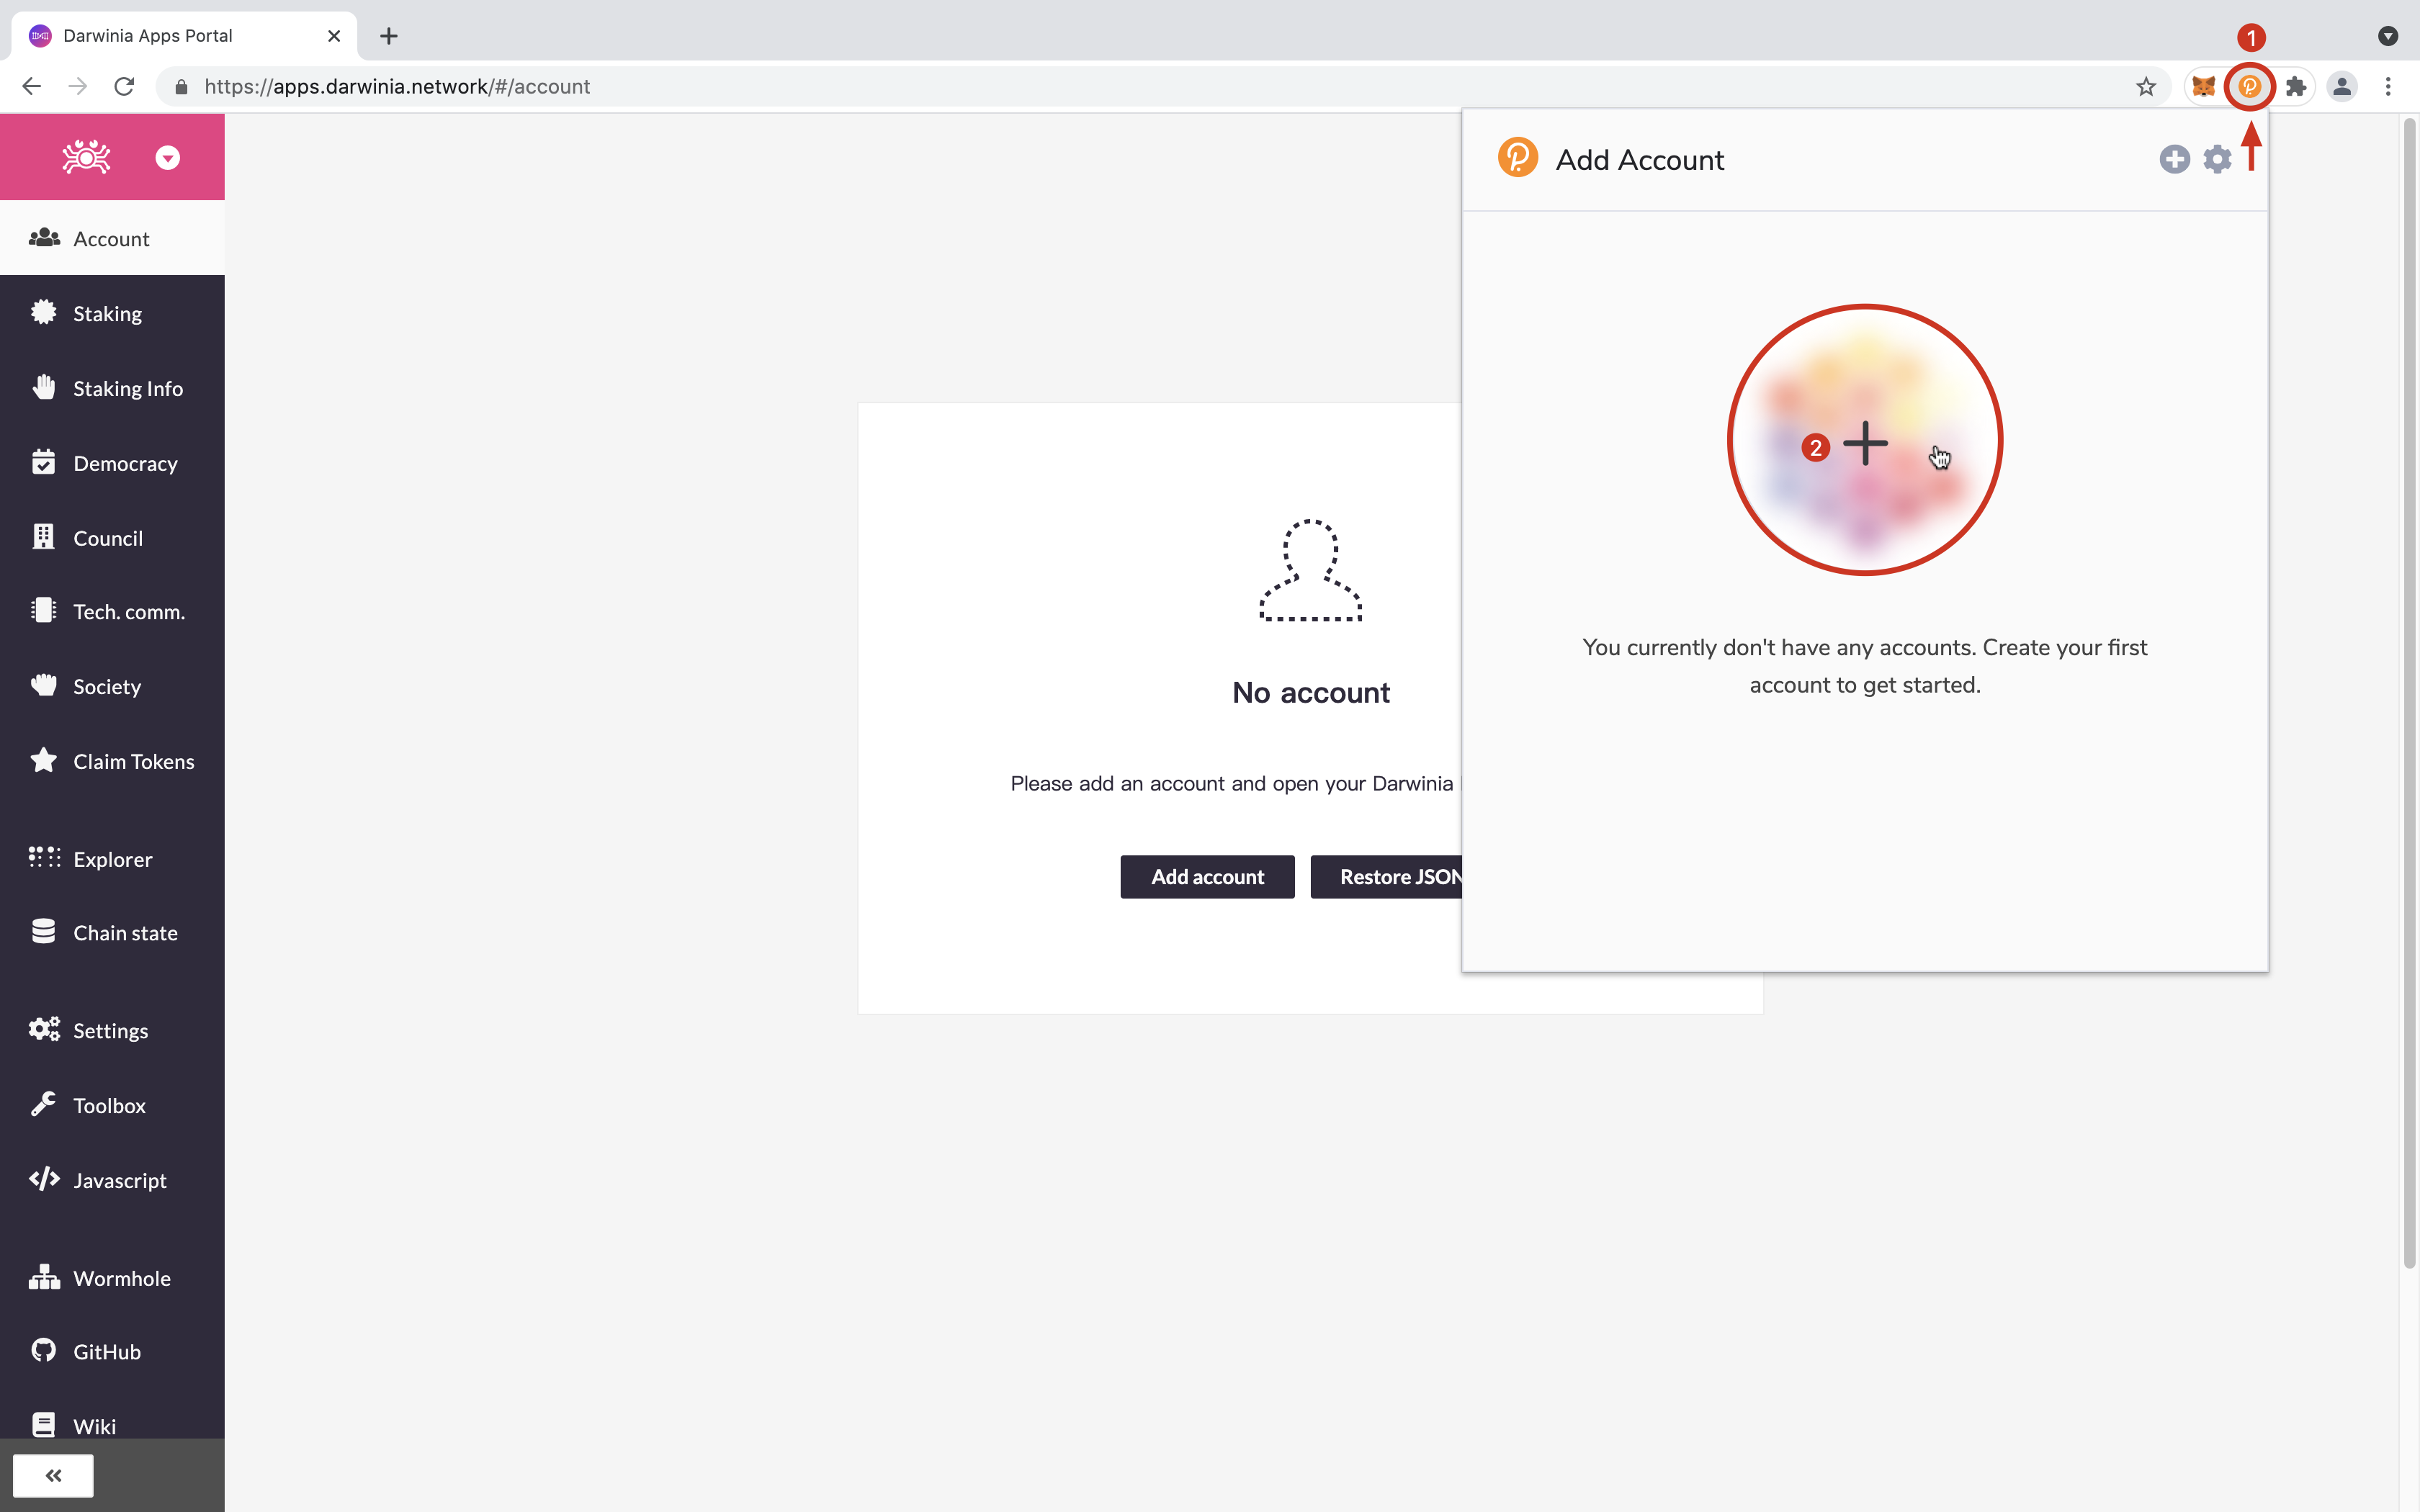 Darwinia Apps Portal
1
https://apps.darwinia.network/#/account
Add Account
Account
Staking
Staking Info
Democracy
Council
Tech. comm.
Society
Claim Tokens
Explorer
Chain state
Settings
Toolbox
Javascript
Wormhole
GitHub
Wiki
No account
Please add an account and open your Darwinia
Add account
Restore JSON
2
You currently don't have any accounts. Create your first
account to get started.